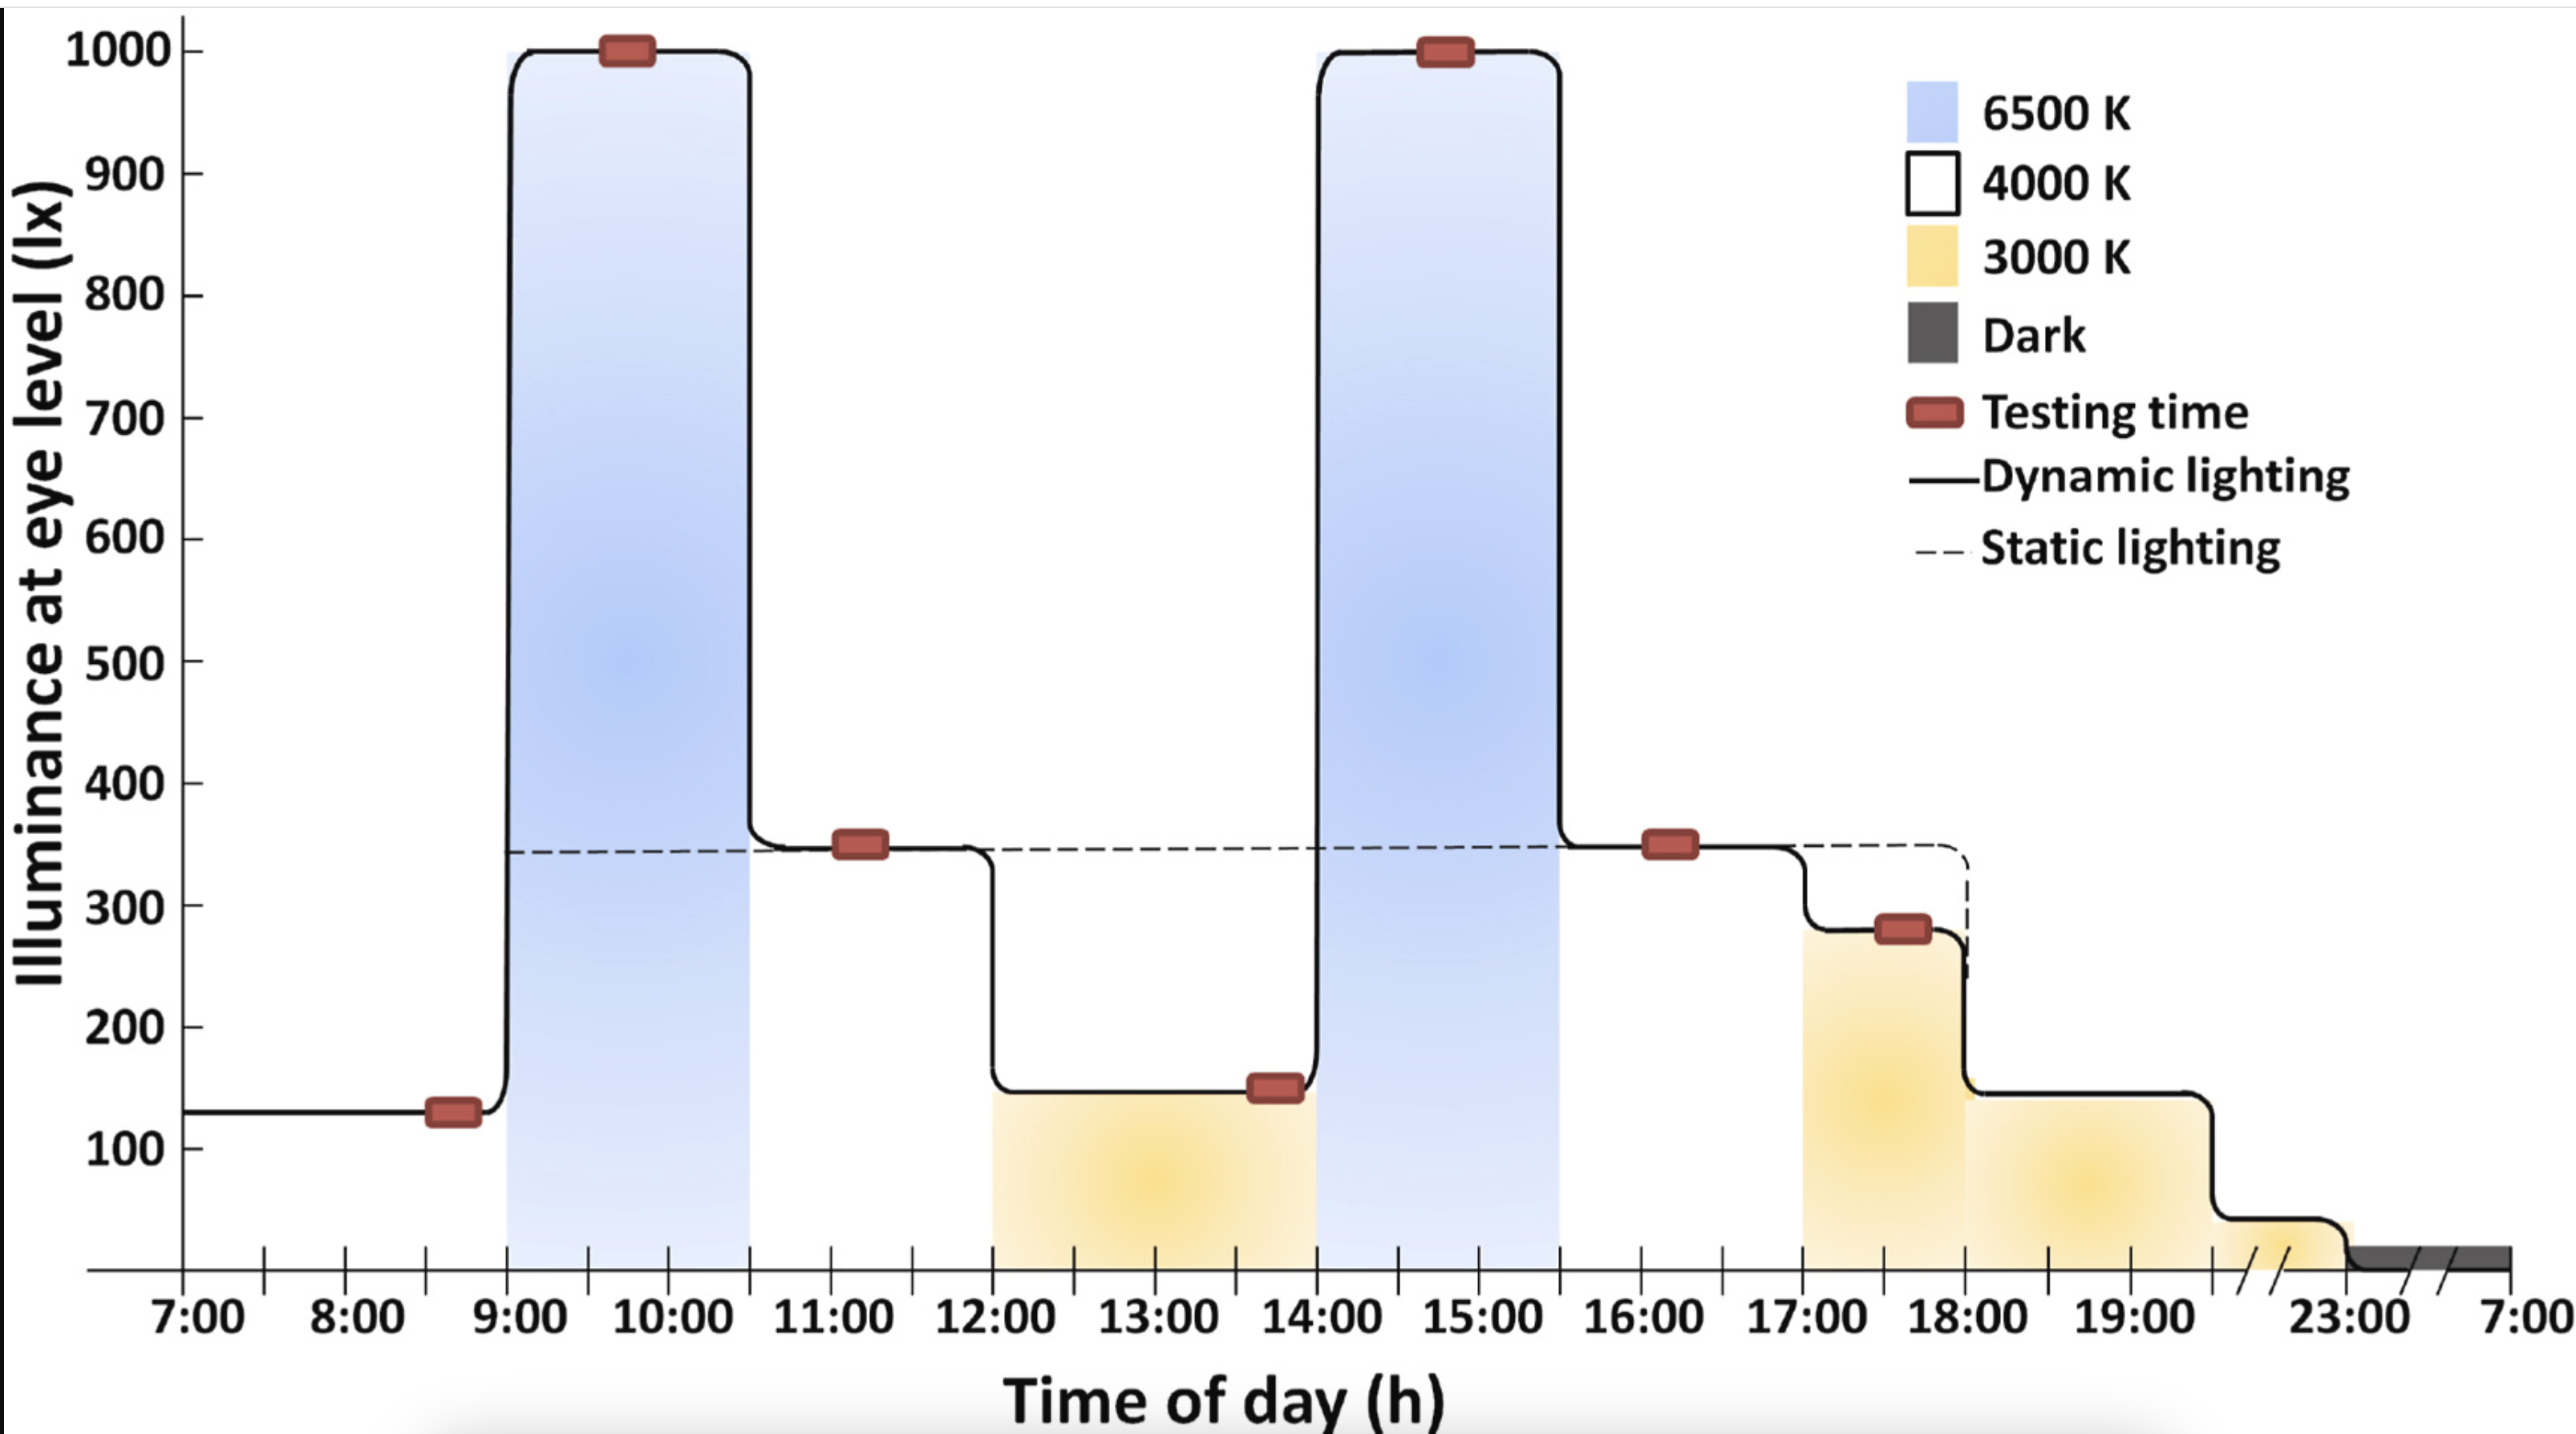 Illuminance at eye level (lx)
1000
900
800
700
600
500
400
300
200
100
6500 K
4000 K
3000 K
Dark
Testing time
Dynamic lighting
Static lighting
7:00 8:00 9:00 10:00 11:00 12:00 13:00 14:00 15:00 16:00 17:00 18:00 19:00 23:00 7:00
Time of day (h)